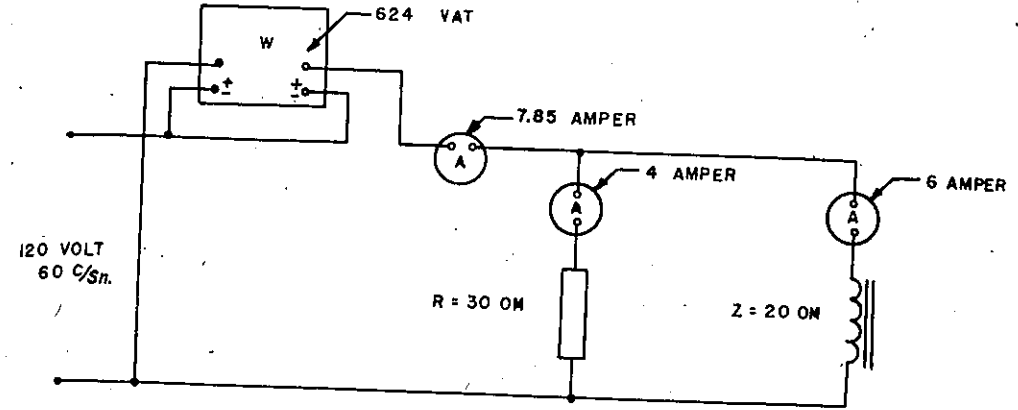 624 VAT
W
±
±
7.85 AMPER
A
4 AMPER
A
6 AMPER
A
120 VOLT
60 C/Sn.
R = 30 OM
Z = 20 OM